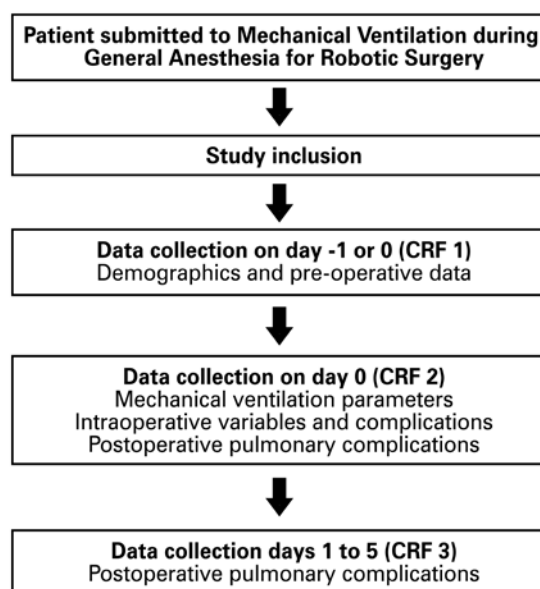 Patient submitted to Mechanical Ventilation during
General Anesthesia for Robotic Surgery
Study inclusion
Data collection on day -1 or 0 (CRF 1)
Demographics and pre-operative data
Data collection on day 0 (CRF 2)
Mechanical ventilation parameters
Intraoperative variables and complications
Postoperative pulmonary complications
Data collection days 1 to 5 (CRF 3)
Postoperative pulmonary complications